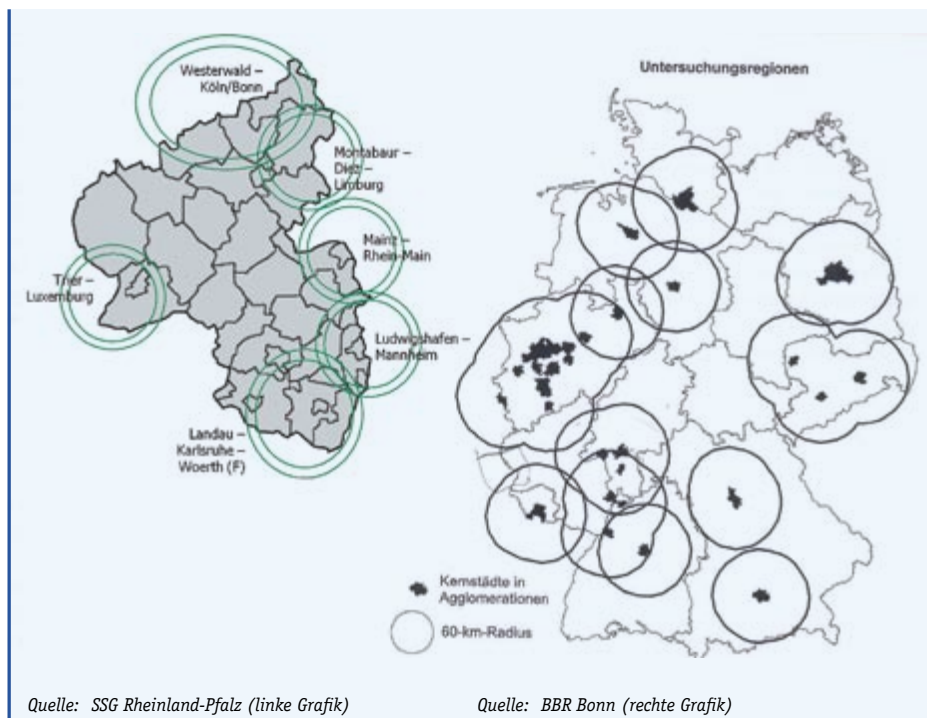 Westerwald –
Köln/Bonn
Montabaur –
Diez –
Limburg
Mainz –
Rhein-Main
Trier –
Luxemburg
Ludwigshafen –
Mannheim
Landau –
Karlsruhe –
Woerth (F)
Untersuchungsregionen
Kernstädte in
Agglomerationen
60-km-Radius
Quelle: SSG Rheinland-Pfalz (linke Grafik)
Quelle: BBR Bonn (rechte Grafik)